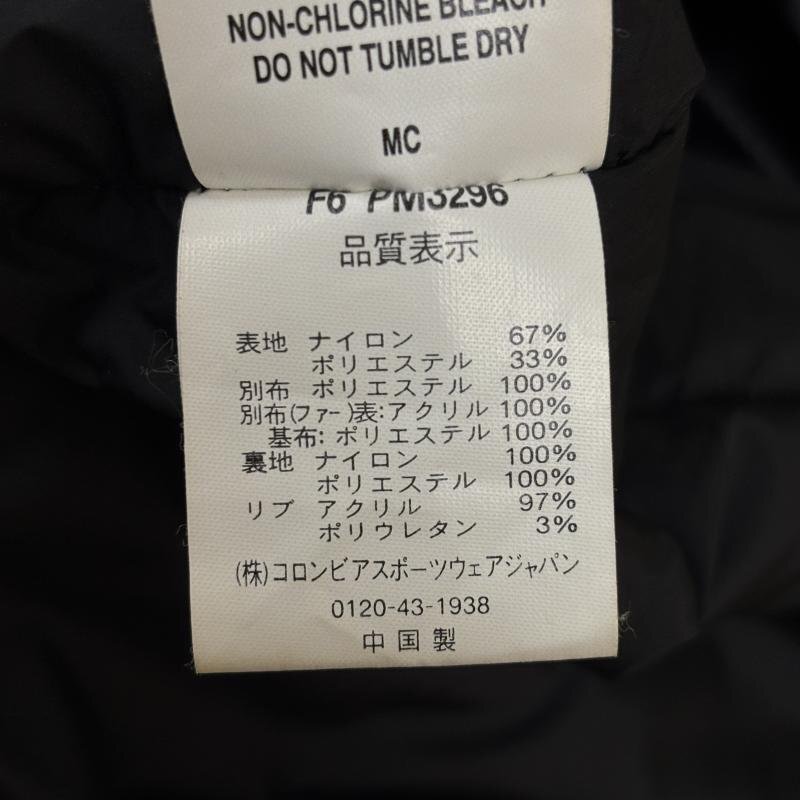 NON-CHLORINE BLEACH
DO NOT TUMBLE DRY
MC
F6 PM3296
品質表示
表地 ナイロン 67%
ポリエステル 33%
別布 ポリエステル 100%
別布(ファー)表:アクリル 100%
基布: ポリエステル 100%
裏地 ナイロン 100%
ポリエステル 100%
リブ アクリル 97%
ポリウレタン 3%
(株)コロンビアスポーツウェアジャパン
0120-43-1938
中国製